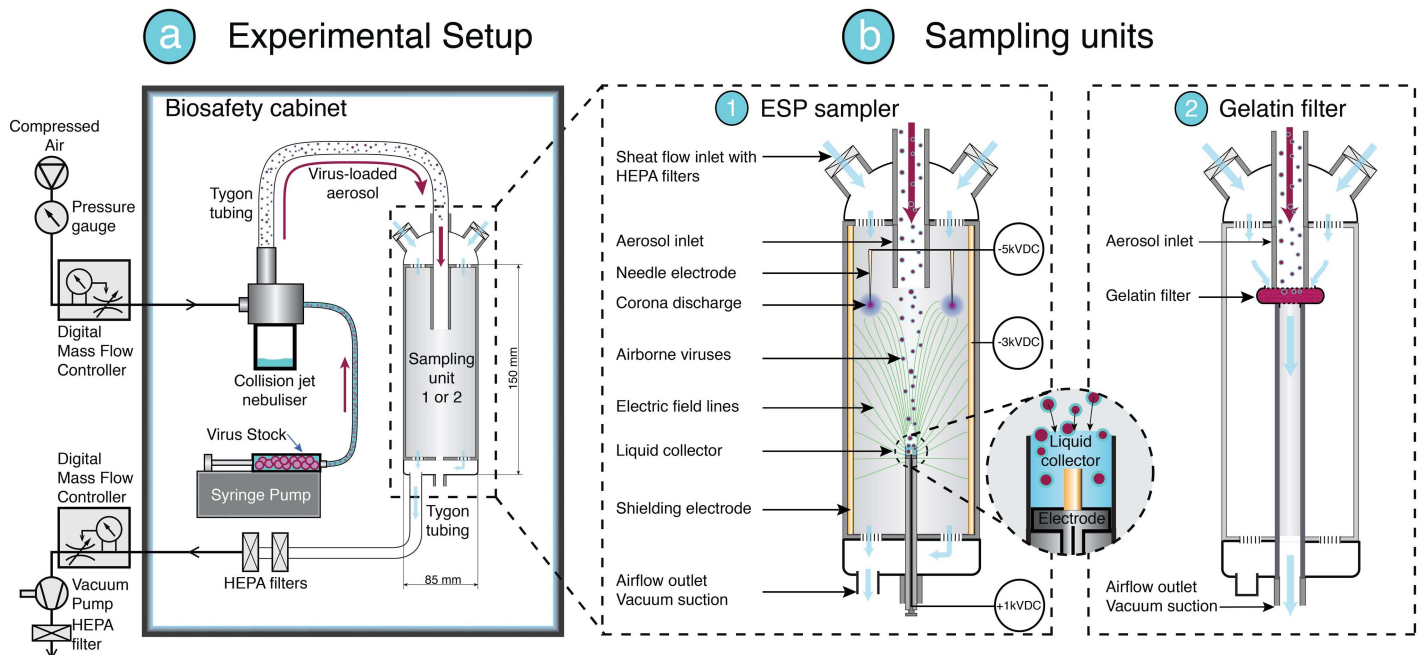 a Experimental Setup
Biosafety cabinet
Compressed
Air
Pressure
gauge
Digital
Mass Flow
Controller
Tygon
tubing
Virus-loaded
aerosol
Collision jet
nebuliser
Virus Stock
Syringe Pump
Sampling
unit
1 or 2
150 mm
85 mm
Tygon
tubing
HEPA filters
Digital
Mass Flow
Controller
Vacuum
Pump
HEPA
filter
b Sampling units
1 ESP sampler
Sheat flow inlet with
HEPA filters
Aerosol inlet
Needle electrode
Corona discharge
Airborne viruses
Electric field lines
Liquid collector
Shielding electrode
Airflow outlet
Vacuum suction
-5kVDC
-3kVDC
+1kVDC
Liquid
collector
Electrode
2 Gelatin filter
Aerosol inlet
Gelatin filter
Airflow outlet
Vacuum suction